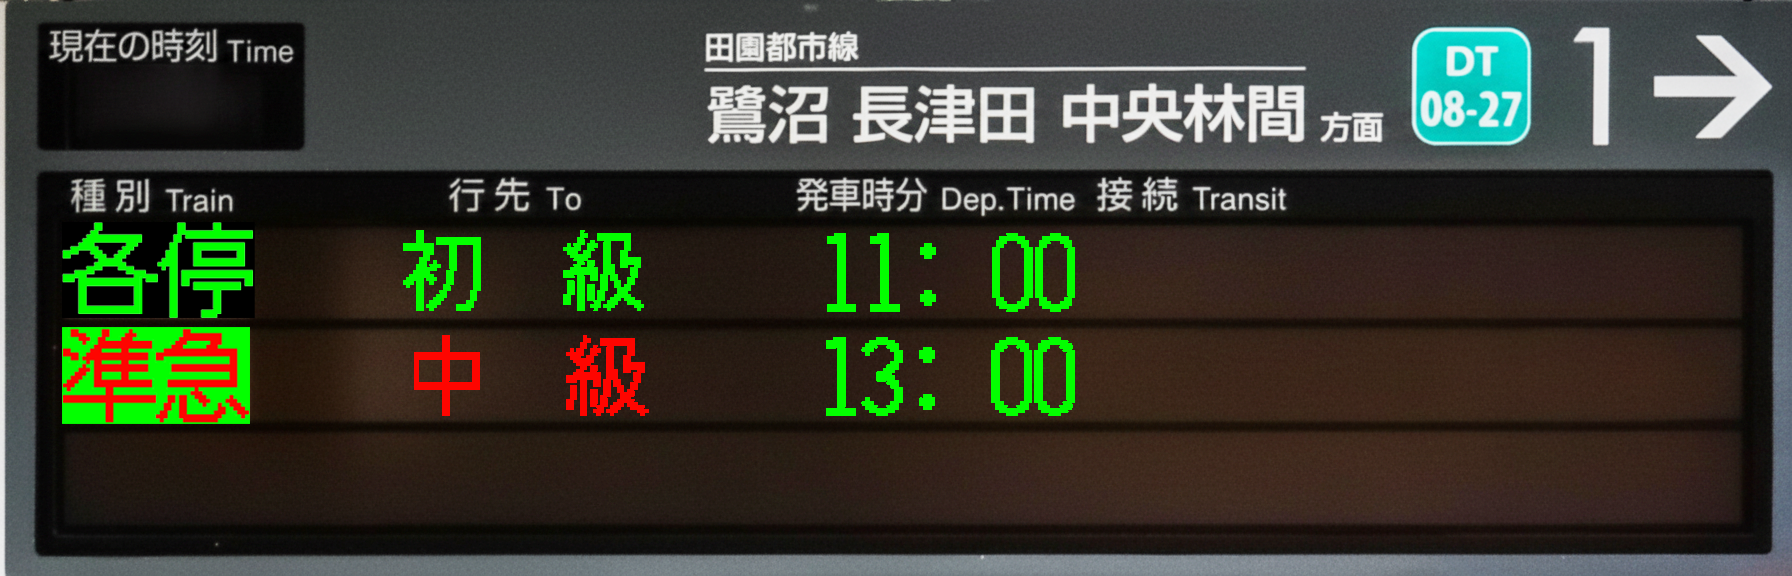 現在の時刻 Time
田園都市線
鷺沼 長津田 中央林間 方面
DT
08-27
1→
種別 Train 行先 To 発車時分 Dep.Time 接続 Transit
各停 初 級 11: 00
準急 中 級 13: 00